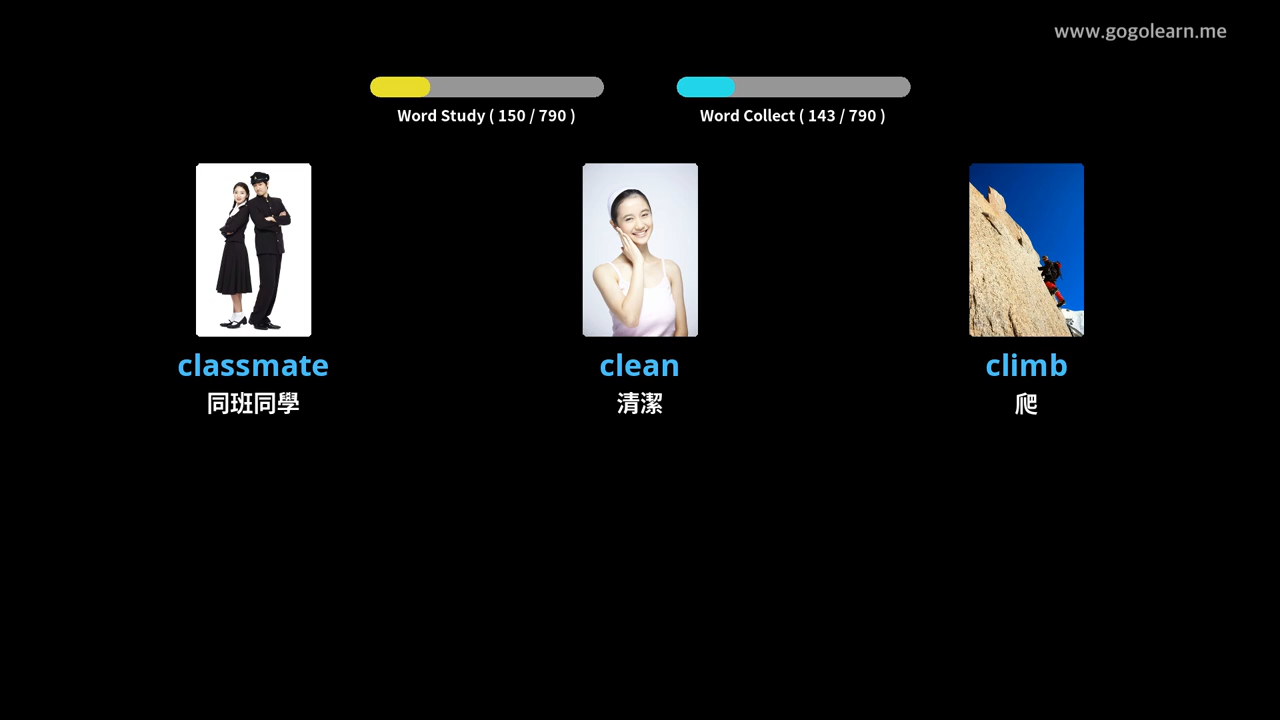 www.gogolearn.me
Word Study ( 150 / 790 )
Word Collect ( 143 / 790 )
classmate
同班同學
clean
清潔
climb
爬